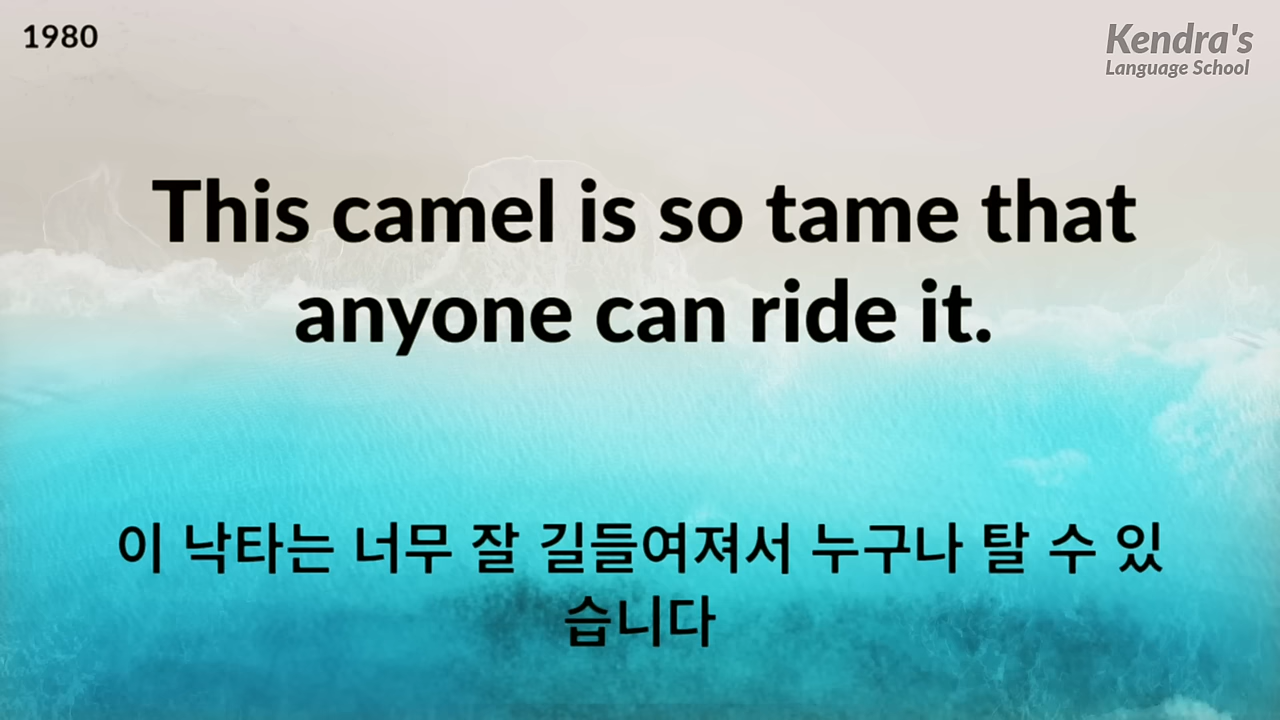 1980
Kendra's
Language School
This camel is so tame that
anyone can ride it.
이 낙타는 너무 잘 길들여져서 누구나 탈 수 있
습니다